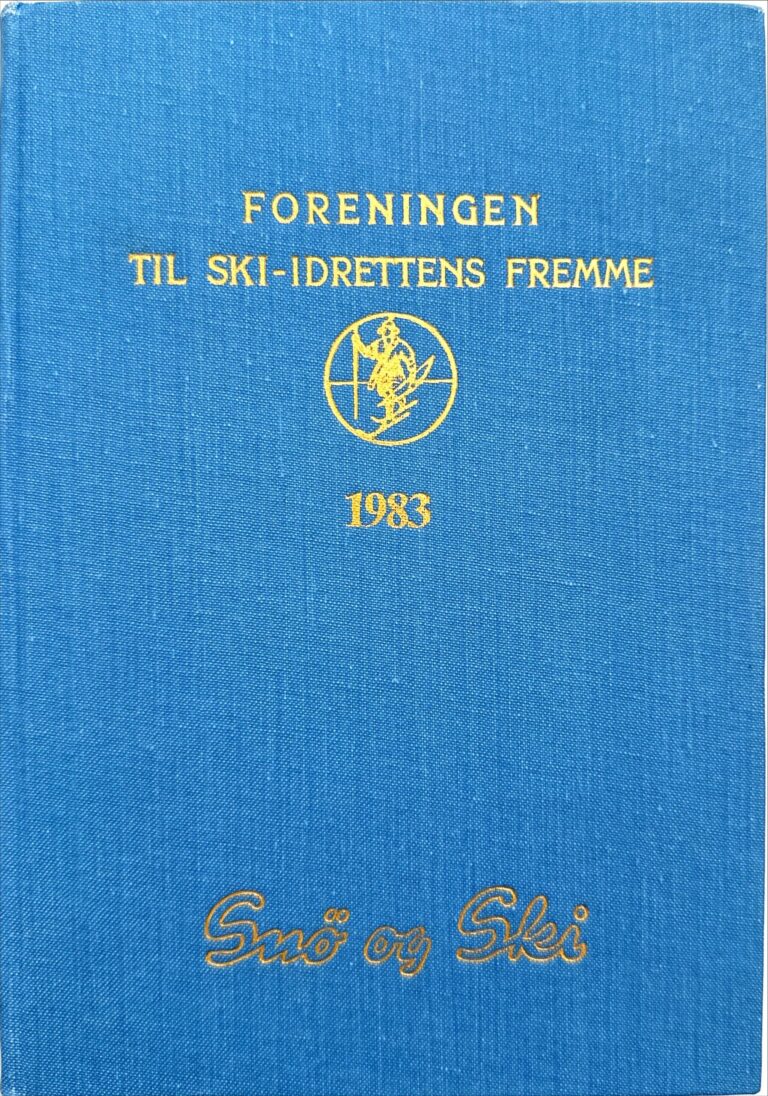 FORENINGEN
TIL SKI-IDRETTENS FREMME
1983
Snö og Ski